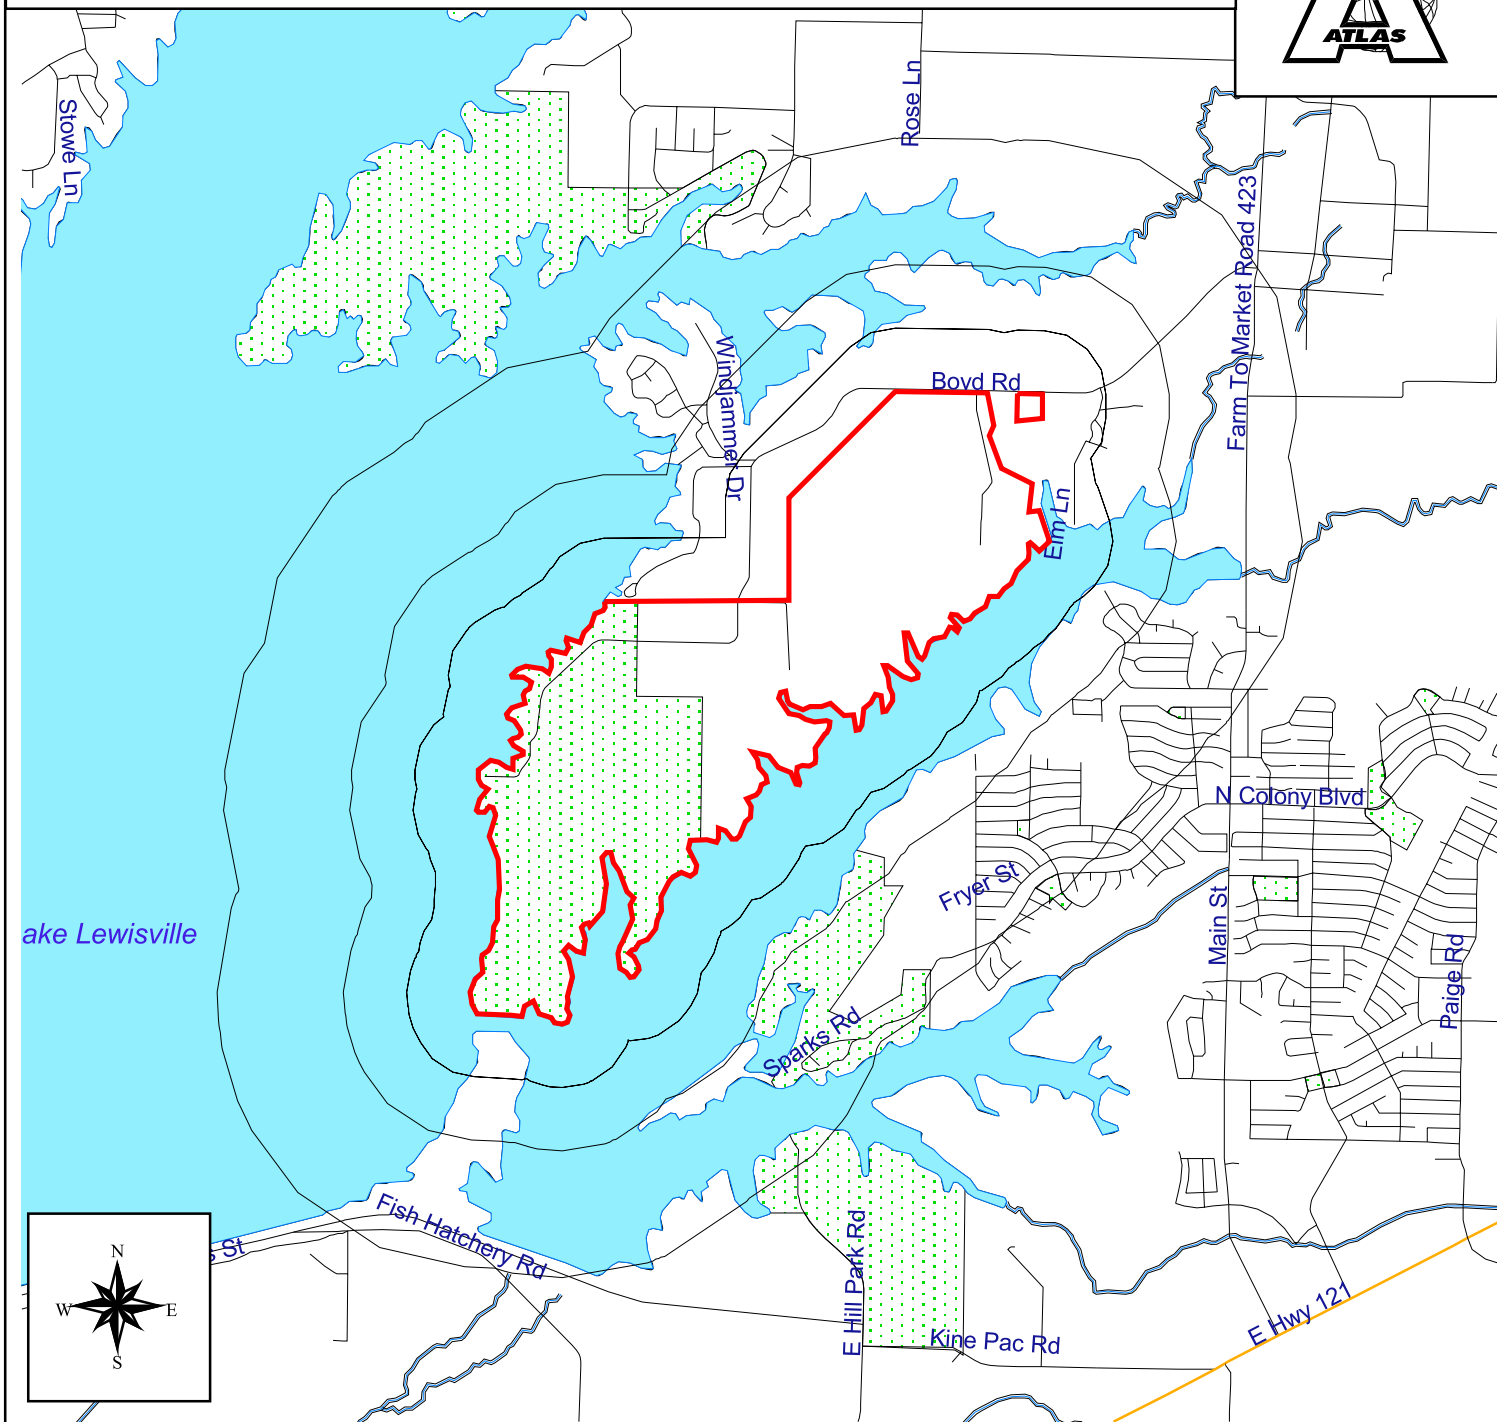 ATLAS
Stowe Ln
Rose Ln
Farm To Market Road 423
Windjammer Dr
Boyd Rd
Elm Ln
N Colony Blvd
Fryer St
Main St
ake Lewisville
Paige Rd
Sparks Rd
Fish Hatchery Rd
s St
E Hill Park Rd
Kine Pac Rd
E Hwy 121
N
W E
S